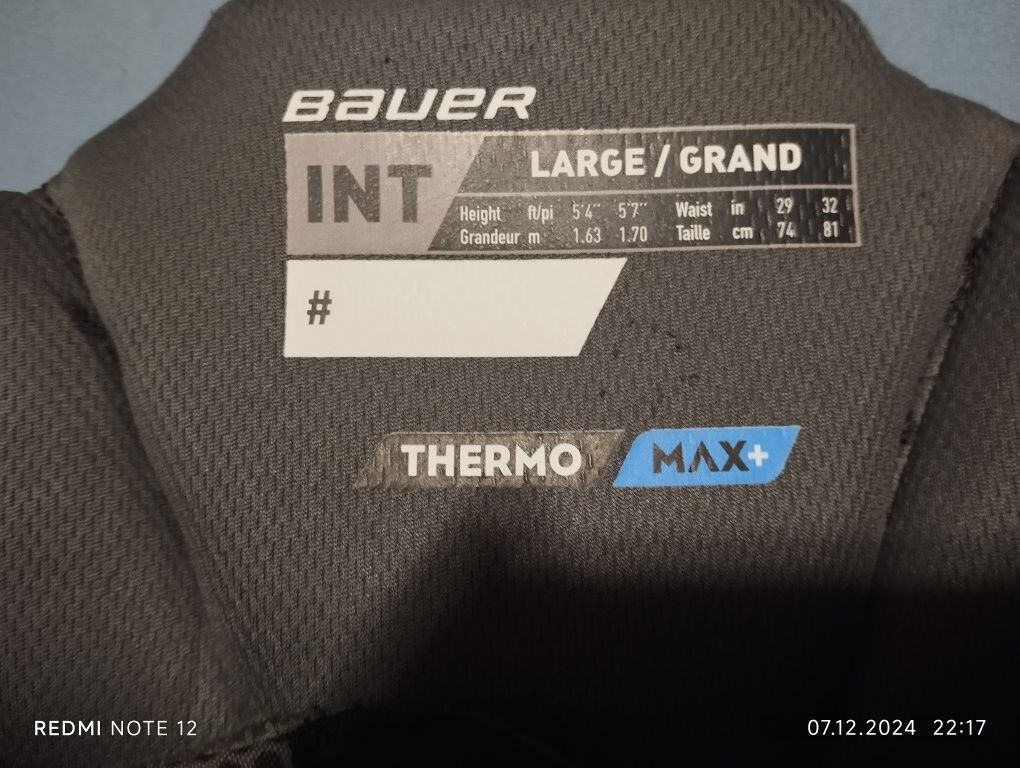 BAUER
INT
LARGE / GRAND
Height ft/pi 5'4" 5'7" Waist in 29 32
Grandeur m 1.63 1.70 Taille cm 74 81
#
THERMO MAX+
REDMI NOTE 12
07.12.2024 22:17